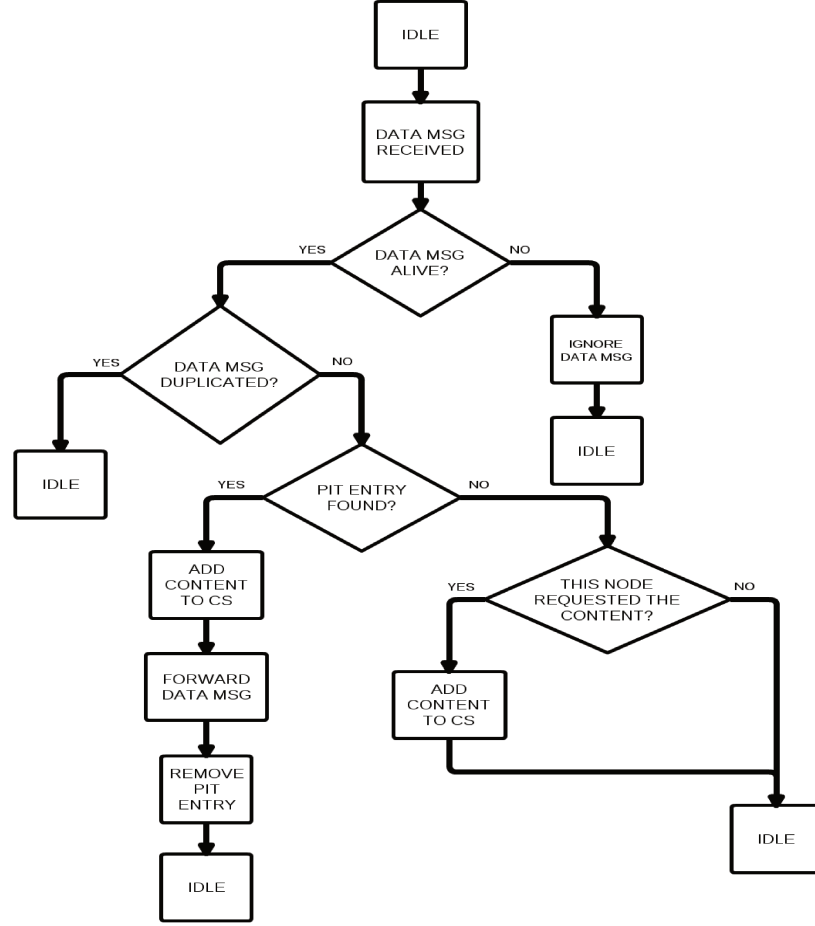 IDLE
DATA MSG
RECEIVED
YES
NO
DATA MSG
ALIVE?
IGNORE
DATA MSG
YES
NO
DATA MSG
DUPLICATED?
IDLE
IDLE
YES
NO
PIT ENTRY
FOUND?
ADD
CONTENT
TO CS
YES
NO
THIS NODE
REQUESTED THE
CONTENT?
FORWARD
DATA MSG
ADD
CONTENT
TO CS
REMOVE
PIT
ENTRY
IDLE
IDLE